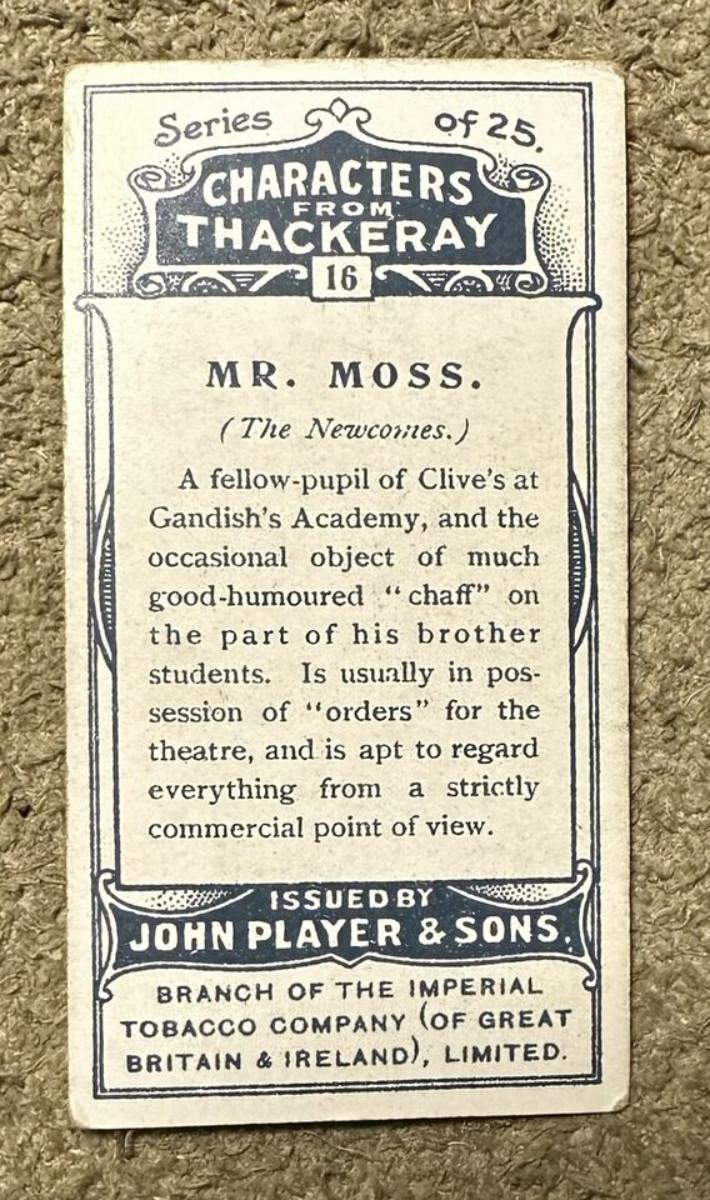 Series of 25.
CHARACTERS
FROM
THACKERAY
16
MR. MOSS.
(The Newcomes.)
A fellow-pupil of Clive's at
Gandish's Academy, and the
occasional object of much
good-humoured "chaff" on
the part of his brother
students. Is usually in pos-
session of "orders" for the
theatre, and is apt to regard
everything from a strictly
commercial point of view.
ISSUED BY
JOHN PLAYER & SONS,
BRANCH OF THE IMPERIAL
TOBACCO COMPANY (OF GREAT
BRITAIN & IRELAND), LIMITED.